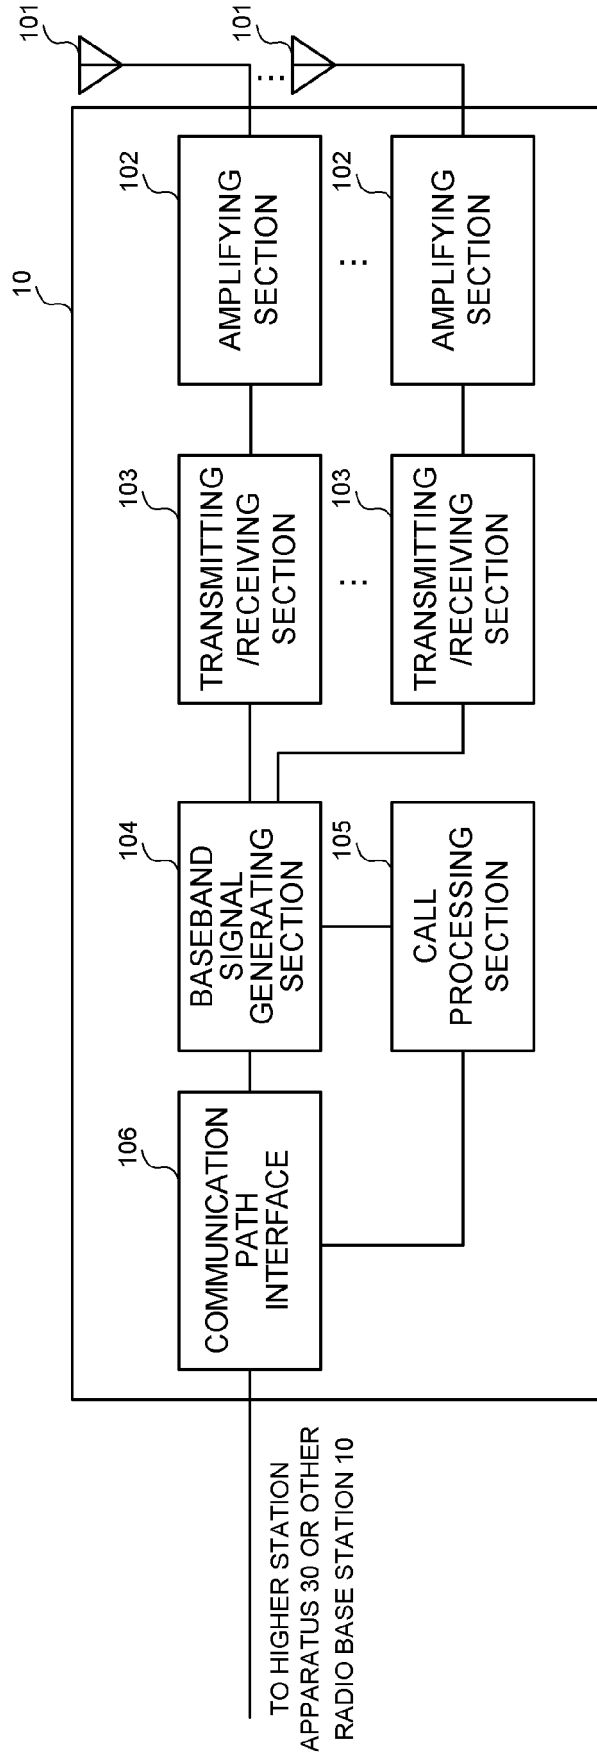 10
101
101
...
102
AMPLIFYING
SECTION
...
102
AMPLIFYING
SECTION
103
TRANSMITTING
/RECEIVING
SECTION
...
103
TRANSMITTING
/RECEIVING
SECTION
104
BASEBAND
SIGNAL
GENERATING
SECTION
105
CALL
PROCESSING
SECTION
106
COMMUNICATION
PATH
INTERFACE
TO HIGHER STATION
APPARATUS 30 OR OTHER
RADIO BASE STATION 10